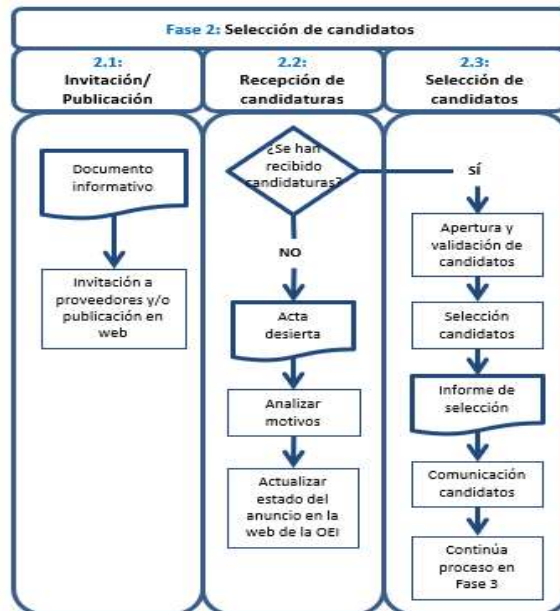 Fase 2: Selección de candidatos
2.1:
Invitación/
Publicación
2.2:
Recepción de
candidaturas
2.3:
Selección de
candidatos
Documento
informativo
Invitación a
proveedores y/o
publicación en
web
¿Se han
recibido
candidaturas?
NO
Acta
desierta
Analizar
motivos
Actualizar
estado del
anuncio en la
web de la OEI
SÍ
Apertura y
validación de
candidatos
Selección
candidatos
Informe de
selección
Comunicación
candidatos
Continúa
proceso en
Fase 3